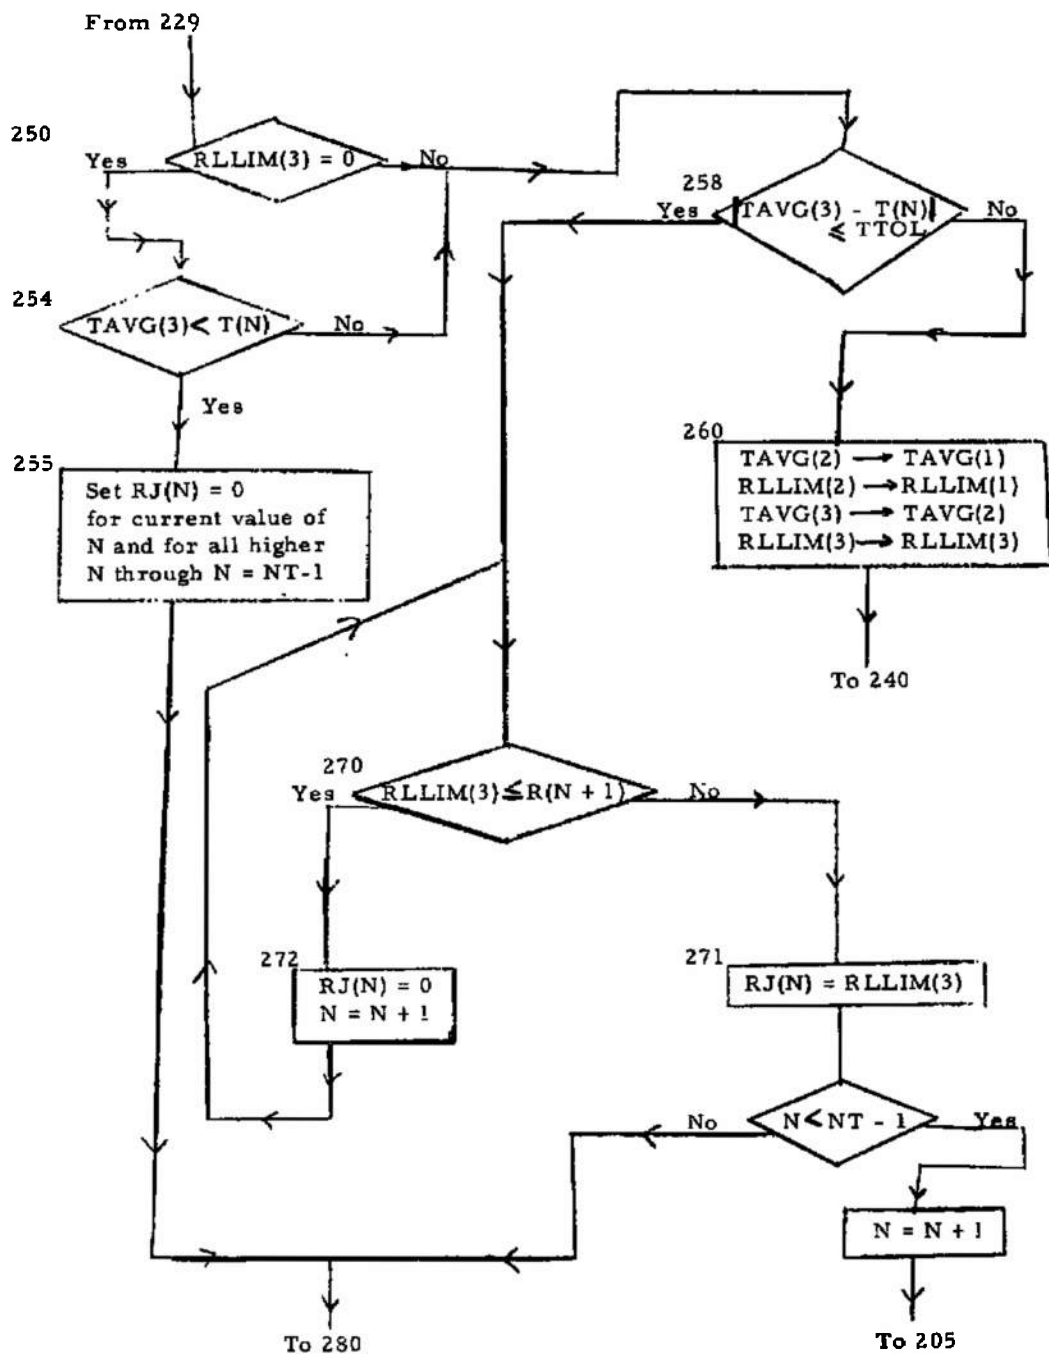 From 229
250
RLLIM(3) = 0
Yes
No
258
|TAVG(3) - T(N)|
≤ TTOL
Yes
No
254
TAVG(3) < T(N)
No
Yes
255
Set RJ(N) = 0
for current value of
N and for all higher
N through N = NT-1
260
TAVG(2) → TAVG(1)
RLLIM(2) → RLLIM(1)
TAVG(3) → TAVG(2)
RLLIM(3) → RLLIM(3)
To 240
270
RLLIM(3) ≤ R(N + 1)
Yes
No
272
RJ(N) = 0
N = N + 1
271
RJ(N) = RLLIM(3)
N < NT - 1
No
Yes
N = N + 1
To 280
To 205